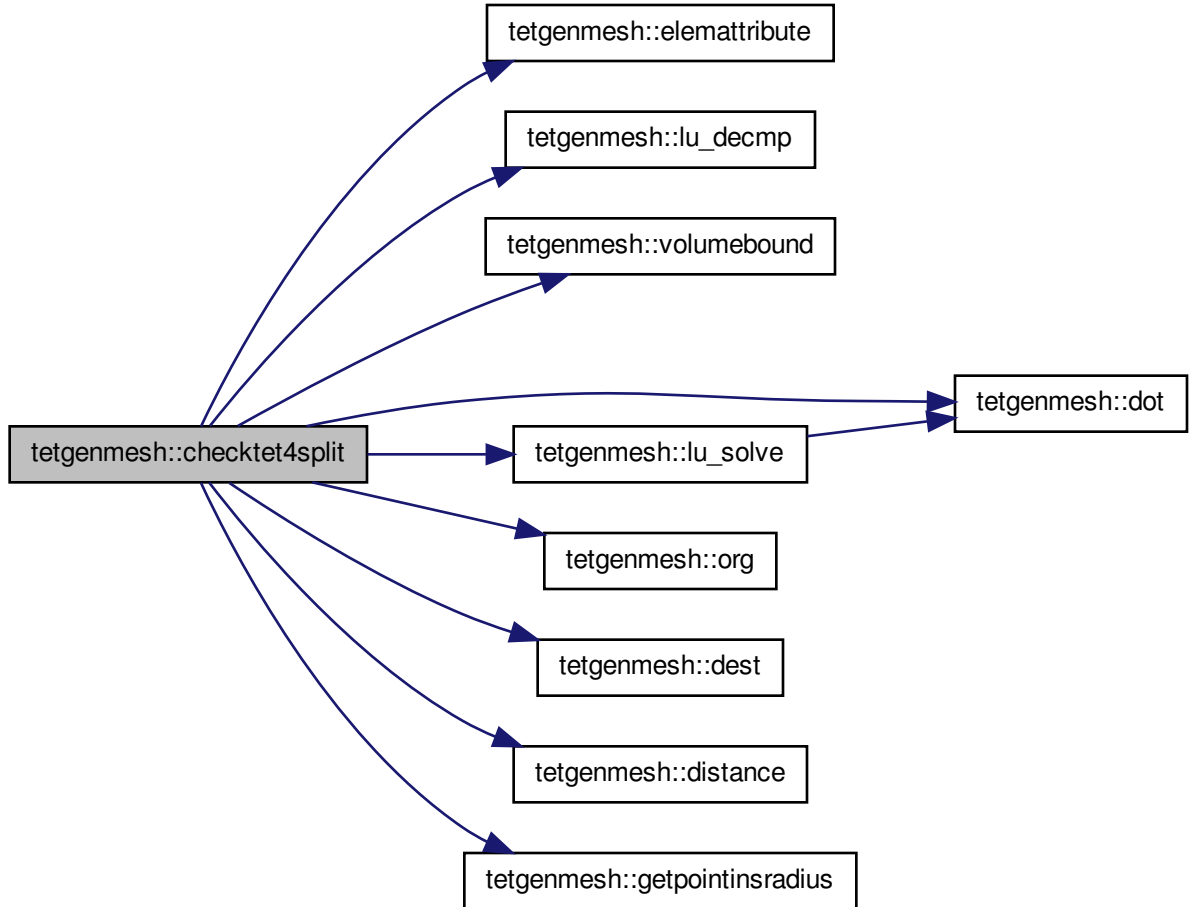 tetgenmesh::elemattribute
tetgenmesh::lu_decmp
tetgenmesh::volumebound
tetgenmesh::dot
tetgenmesh::checktet4split
tetgenmesh::lu_solve
tetgenmesh::org
tetgenmesh::dest
tetgenmesh::distance
tetgenmesh::getpointinsradius